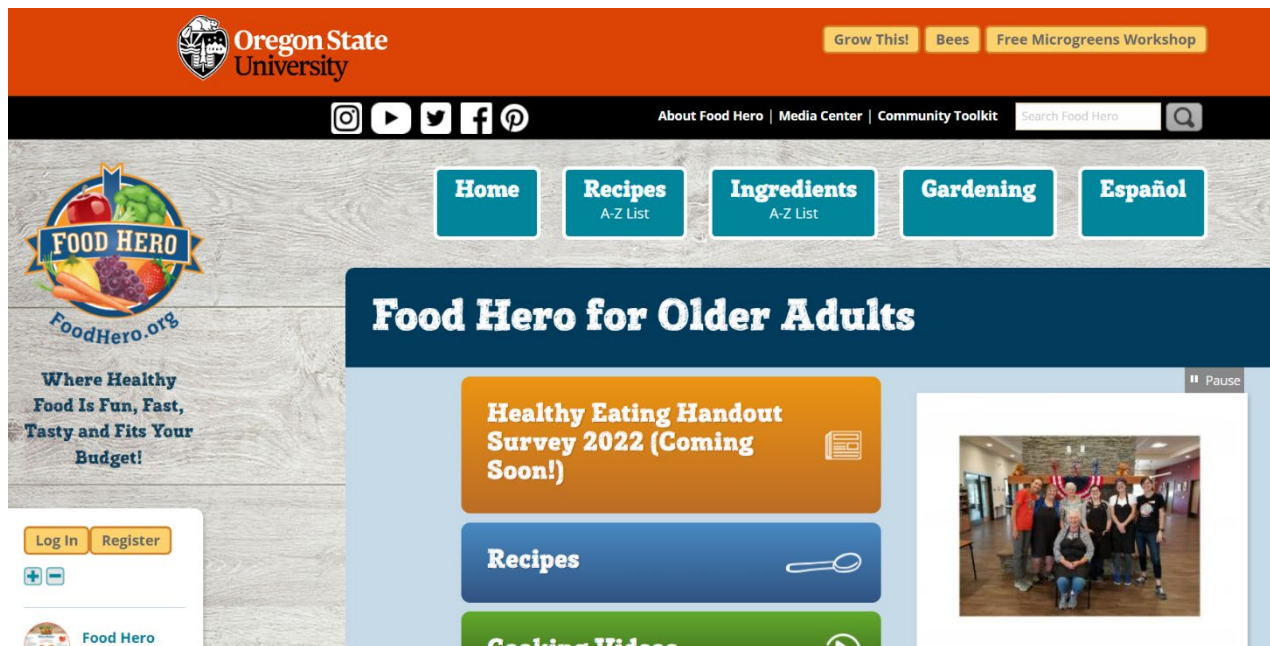 Oregon State
University
Grow This!
Bees
Free Microgreens Workshop
About Food Hero | Media Center | Community Toolkit
Search Food Hero
FOOD HERO
FoodHero.org
Where Healthy
Food Is Fun, Fast,
Tasty and Fits Your
Budget!
Home
Recipes
A-Z List
Ingredients
A-Z List
Gardening
Español
Food Hero for Older Adults
Pause
Healthy Eating Handout
Survey 2022 (Coming
Soon!)
Recipes
Cooking Videos
Log In
Register
Food Hero